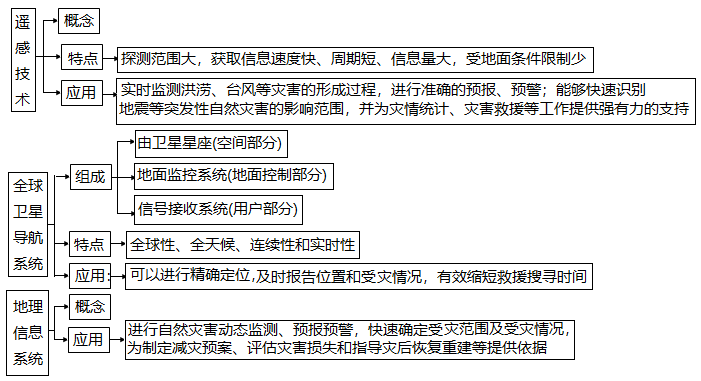 遥感技术
概念
特点
探测范围大，获取信息速度快、周期短、信息量大，受地面条件限制少
应用
实时监测洪涝、台风等灾害的形成过程，进行准确的预报、预警；能够快速识别
地震等突发性自然灾害的影响范围，并为灾情统计、灾害救援等工作提供强有力的支持
全球
卫星
导航
系统
组成
由卫星星座(空间部分)
地面监控系统(地面控制部分)
信号接收系统(用户部分)
特点
全球性、全天候、连续性和实时性
应用:
可以进行精确定位,及时报告位置和受灾情况，有效缩短救援搜寻时间
地理
信息
系统
概念
应用
进行自然灾害动态监测、预报预警，快速确定受灾范围及受灾情况，
为制定减灾预案、评估灾害损失和指导灾后恢复重建等提供依据